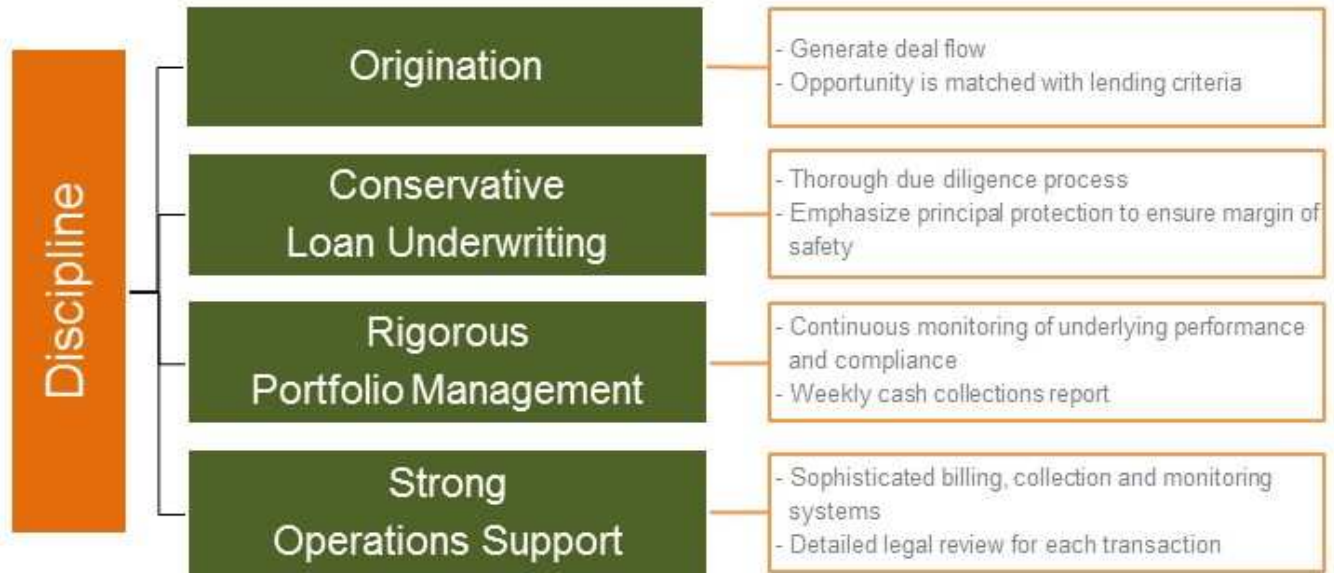 Discipline
Origination
- Generate deal flow
- Opportunity is matched with lending criteria
Conservative
Loan Underwriting
- Thorough due diligence process
- Emphasize principal protection to ensure margin of
safety
Rigorous
Portfolio Management
- Continuous monitoring of underlying performance
and compliance
- Weekly cash collections report
Strong
Operations Support
- Sophisticated billing, collection and monitoring
systems
- Detailed legal review for each transaction